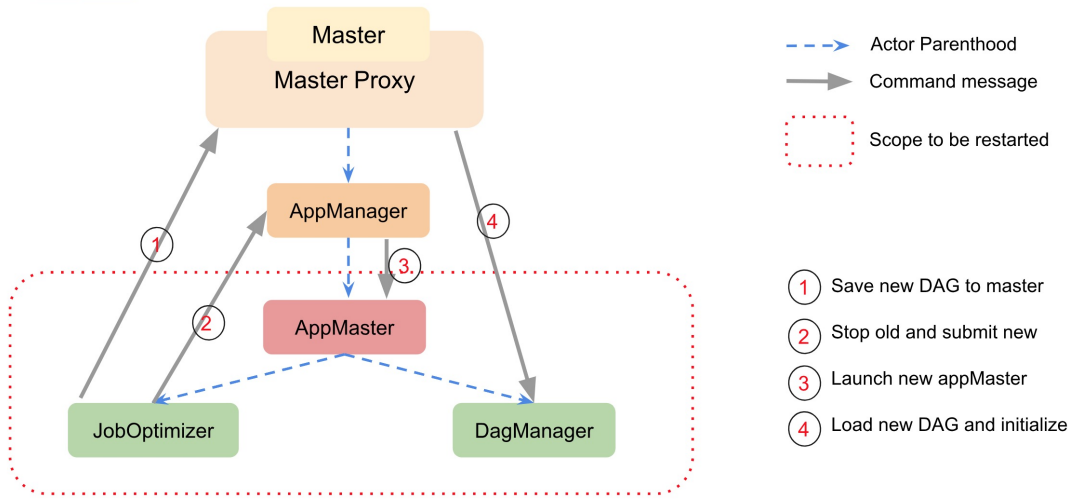 Master
Master Proxy
AppManager
AppMaster
JobOptimizer
DagManager
1
2
3.
4
Actor Parenthood
Command message
Scope to be restarted
1 Save new DAG to master
2 Stop old and submit new
3 Launch new appMaster
4 Load new DAG and initialize